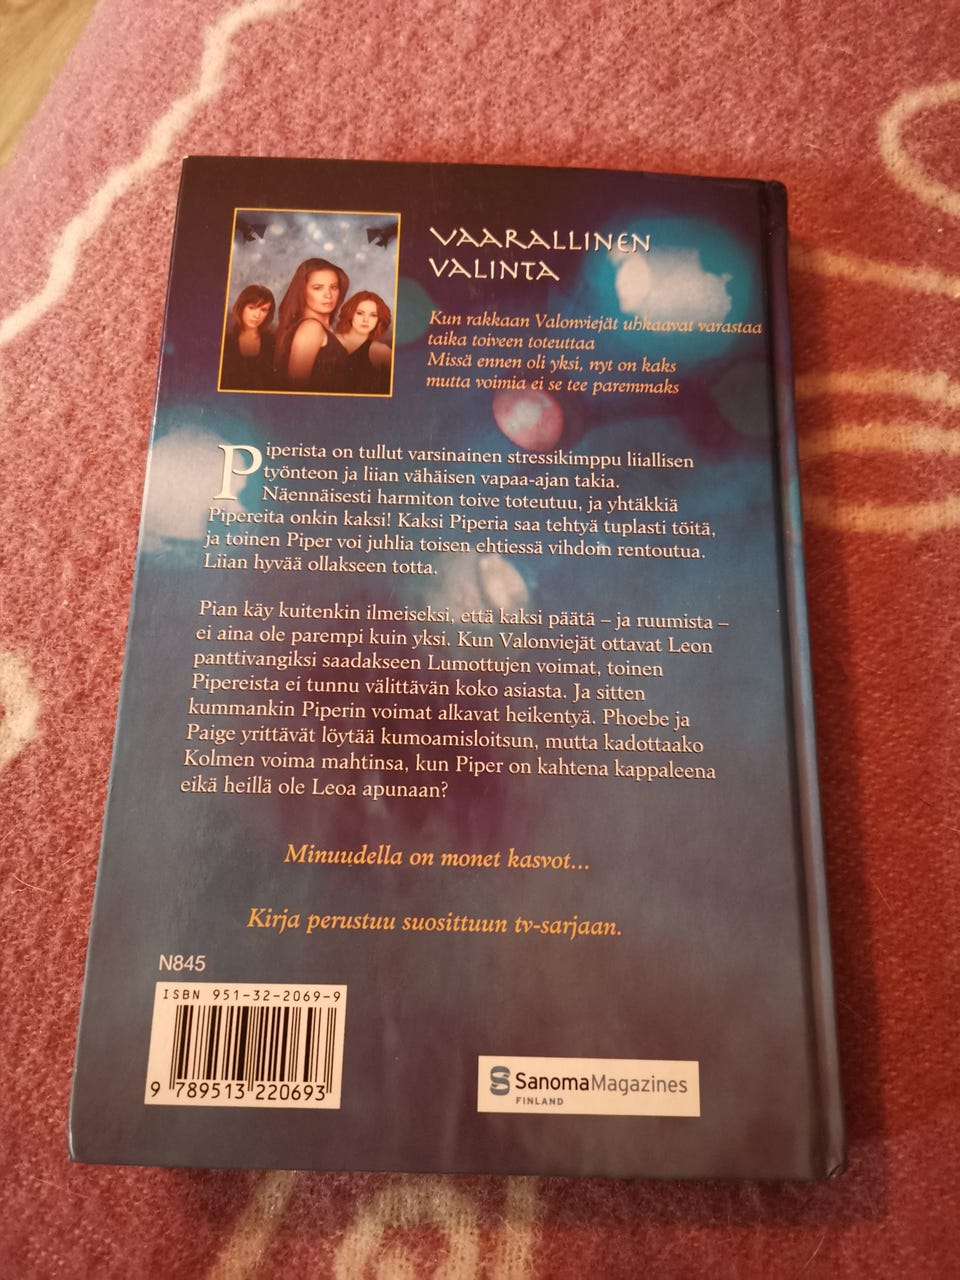 VAARALLINEN
VALINTA
Kun rakkaan Valonviejät uhkaavat varastaa
taika toiveen toteuttaa
Missä ennen oli yksi, nyt on kaks
mutta voimia ei se tee paremmaks
Piperista on tullut varsinainen stressikimppu liiallisen
työnteon ja liian vähäisen vapaa-ajan takia.
Näennäisesti harmiton toive toteutuu, ja yhtäkkiä
Pipereita onkin kaksi! Kaksi Piperia saa tehtyä tuplasti töitä,
ja toinen Piper voi juhlia toisen ehtiessä vihdoin rentoutua.
Liian hyvää ollakseen totta.
Pian käy kuitenkin ilmeiseksi, että kaksi päätä – ja ruumista –
ei aina ole parempi kuin yksi. Kun Valonviejät ottavat Leon
panttivangiksi saadakseen Lumottujen voimat, toinen
Pipereista ei tunnu välittävän koko asiasta. Ja sitten
kummankin Piperin voimat alkavat heikentyä. Phoebe ja
Paige yrittävät löytää kumoamisloitsun, mutta kadottaako
Kolmen voima mahtinsa, kun Piper on kahtena kappaleena
eikä heillä ole Leoa apunaan?
Minuudella on monet kasvot...
Kirja perustuu suosittuun tv-sarjaan.
N845
ISBN 951-32-2069-9
9 789513 220693
SanomaMagazines
FINLAND